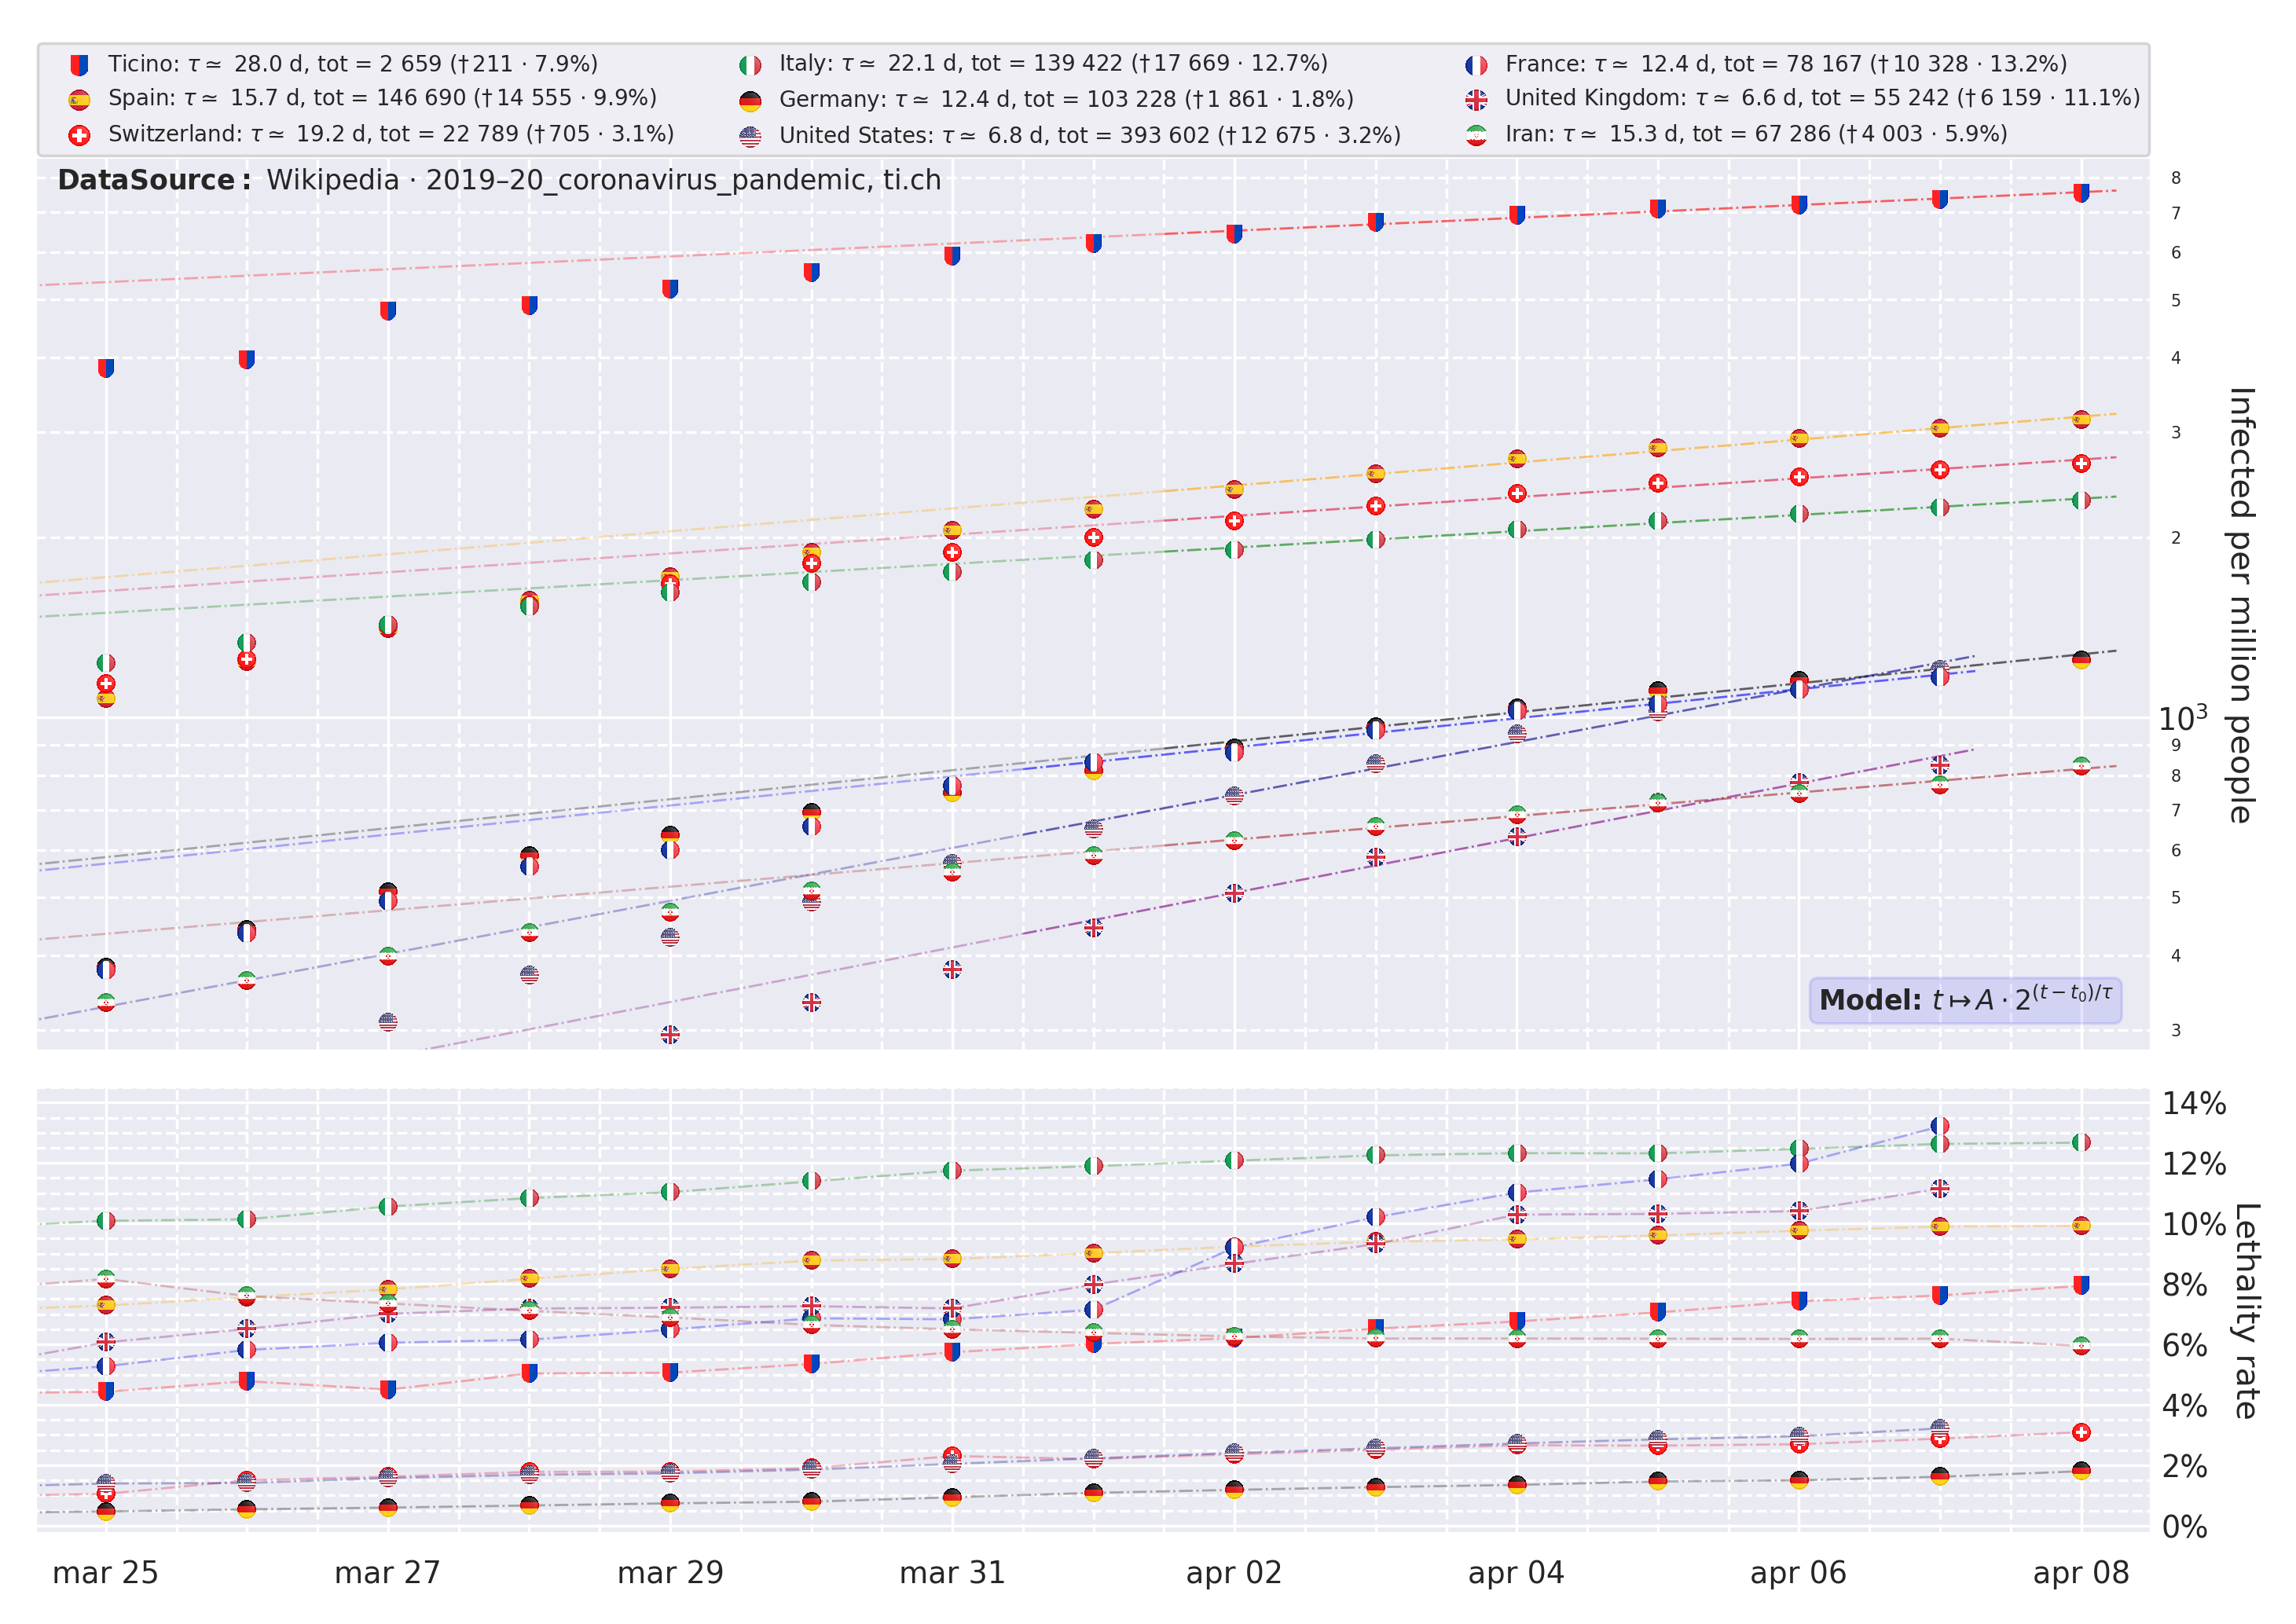 Ticino: τ ≃ 28.0 d, tot = 2 659 (†211 · 7.9%)
Spain: τ ≃ 15.7 d, tot = 146 690 (†14 555 · 9.9%)
Switzerland: τ ≃ 19.2 d, tot = 22 789 (†705 · 3.1%)
Italy: τ ≃ 22.1 d, tot = 139 422 (†17 669 · 12.7%)
Germany: τ ≃ 12.4 d, tot = 103 228 (†1 861 · 1.8%)
United States: τ ≃ 6.8 d, tot = 393 602 (†12 675 · 3.2%)
France: τ ≃ 12.4 d, tot = 78 167 (†10 328 · 13.2%)
United Kingdom: τ ≃ 6.6 d, tot = 55 242 (†6 159 · 11.1%)
Iran: τ ≃ 15.3 d, tot = 67 286 (†4 003 · 5.9%)
DataSource: Wikipedia · 2019–20_coronavirus_pandemic, ti.ch
8
7
6
5
4
3
2
10³
9
8
7
6
5
4
3
Infected per million people
Model: t ↦ A · 2^((t − t₀)/τ)
14%
12%
10%
8%
6%
4%
2%
0%
Lethality rate
mar 25
mar 27
mar 29
mar 31
apr 02
apr 04
apr 06
apr 08